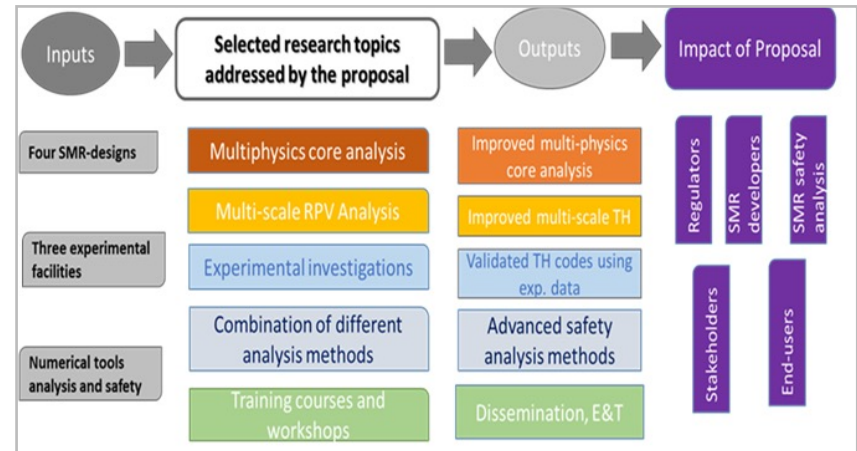 Inputs
Selected research topics
addressed by the proposal
Outputs
Impact of Proposal
Four SMR-designs
Three experimental
facilities
Numerical tools
analysis and safety
Multiphysics core analysis
Multi-scale RPV Analysis
Experimental investigations
Combination of different
analysis methods
Training courses and
workshops
Improved multi-physics
core analysis
Improved multi-scale TH
Validated TH codes using
exp. data
Advanced safety
analysis methods
Dissemination, E&T
Regulators
SMR
developers
SMR safety
analysis
Stakeholders
End-users